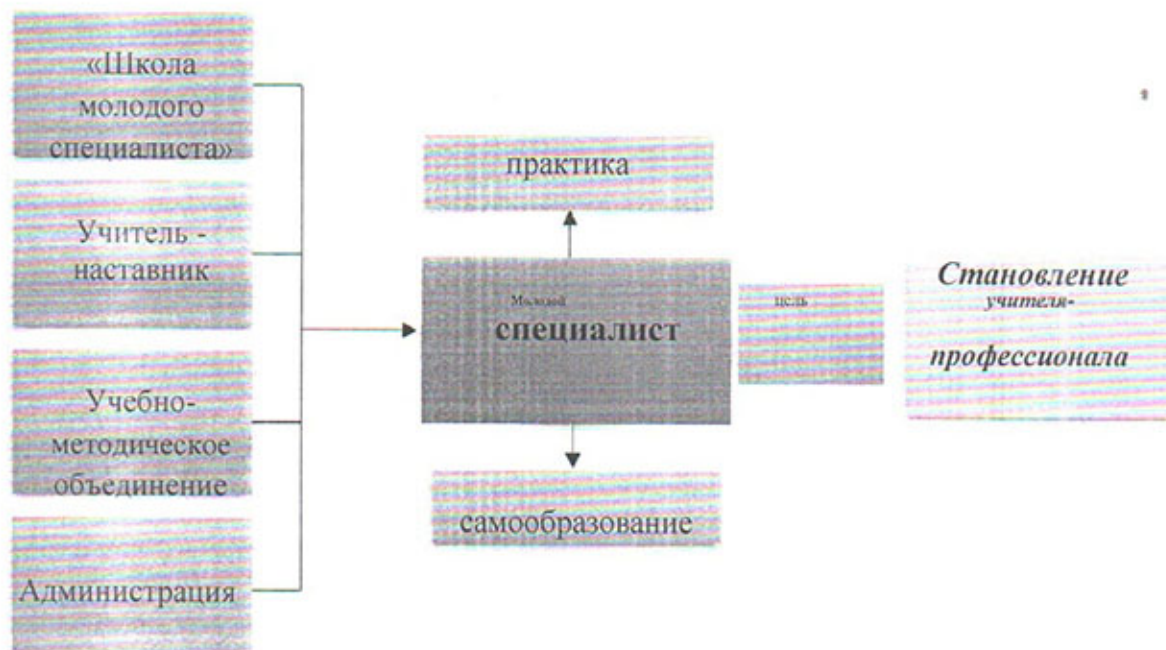 «Школа
молодого
специалиста»
Учитель -
наставник
Учебно-
методическое
объединение
Администрация
практика
Молодой
специалист
самообразование
цель
Становление
учителя-
профессионала